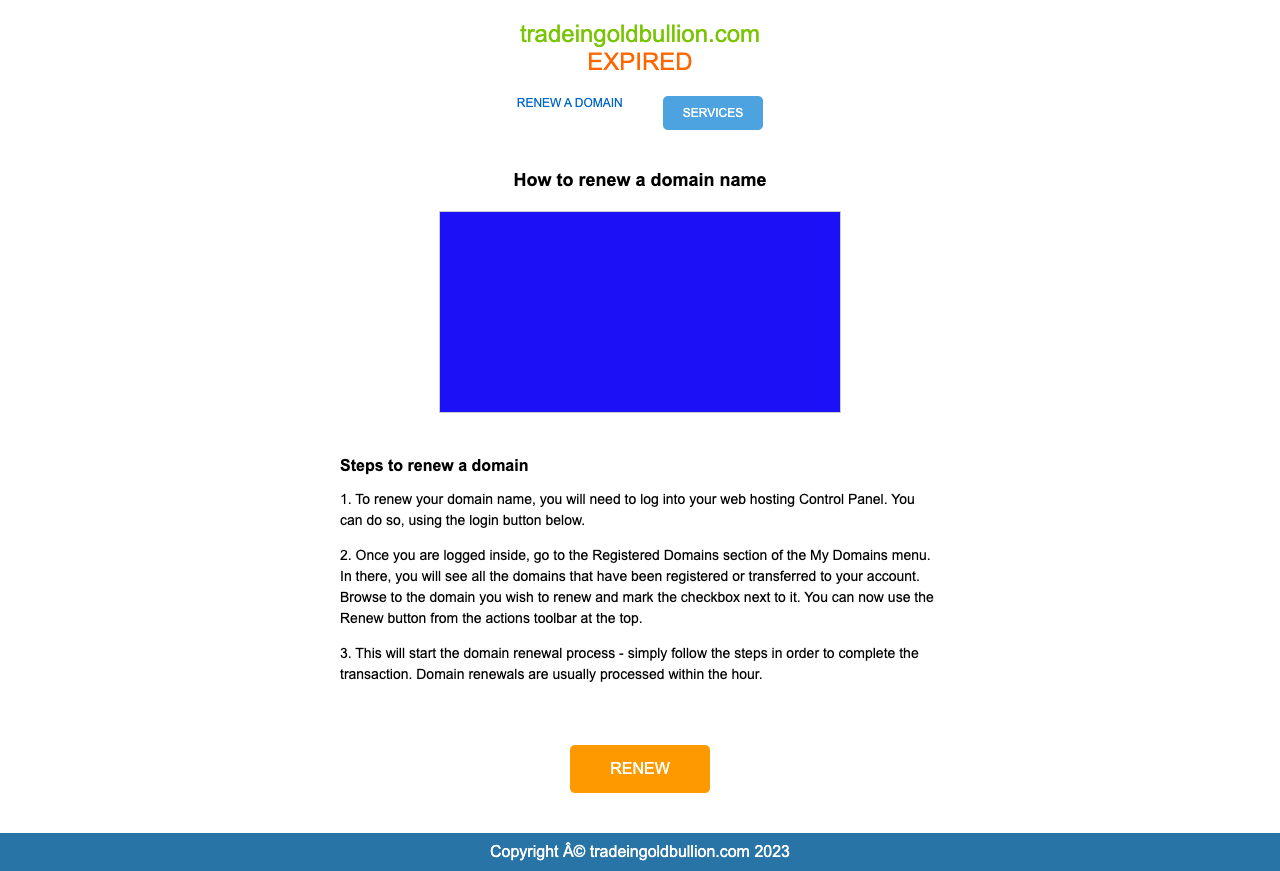 tradeingoldbullion.com
EXPIRED
RENEW A DOMAIN
SERVICES
How to renew a domain name
Steps to renew a domain
1. To renew your domain name, you will need to log into your web hosting Control Panel. You
can do so, using the login button below.
2. Once you are logged inside, go to the Registered Domains section of the My Domains menu.
In there, you will see all the domains that have been registered or transferred to your account.
Browse to the domain you wish to renew and mark the checkbox next to it. You can now use the
Renew button from the actions toolbar at the top.
3. This will start the domain renewal process - simply follow the steps in order to complete the
transaction. Domain renewals are usually processed within the hour.
RENEW
Copyright Â© tradeingoldbullion.com 2023